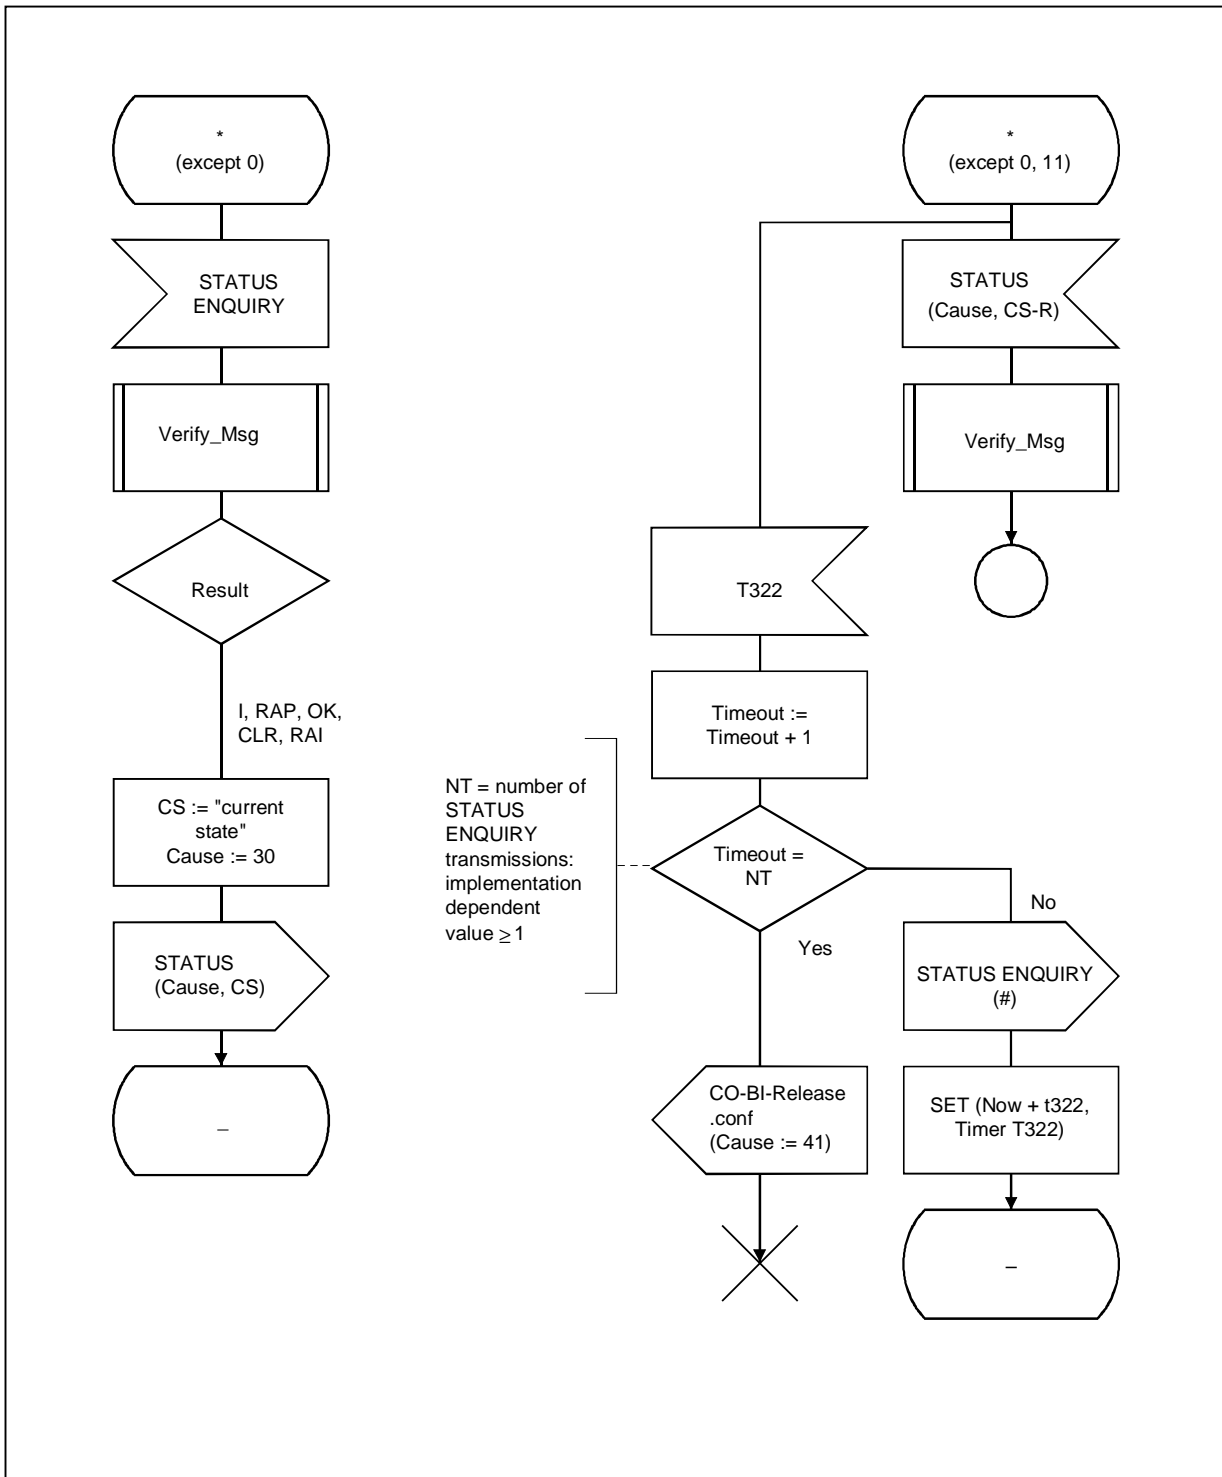 *
(except 0)
STATUS
ENQUIRY
Verify_Msg
Result
I, RAP, OK,
CLR, RAI
CS := "current
state"
Cause := 30
STATUS
(Cause, CS)
–
*
(except 0, 11)
STATUS
(Cause, CS-R)
Verify_Msg
T322
Timeout :=
Timeout + 1
NT = number of
STATUS
ENQUIRY
transmissions:
implementation
dependent
value ≥ 1
Timeout =
NT
No
Yes
STATUS ENQUIRY
(#)
CO-BI-Release
.conf
(Cause := 41)
SET (Now + t322,
Timer T322)
–